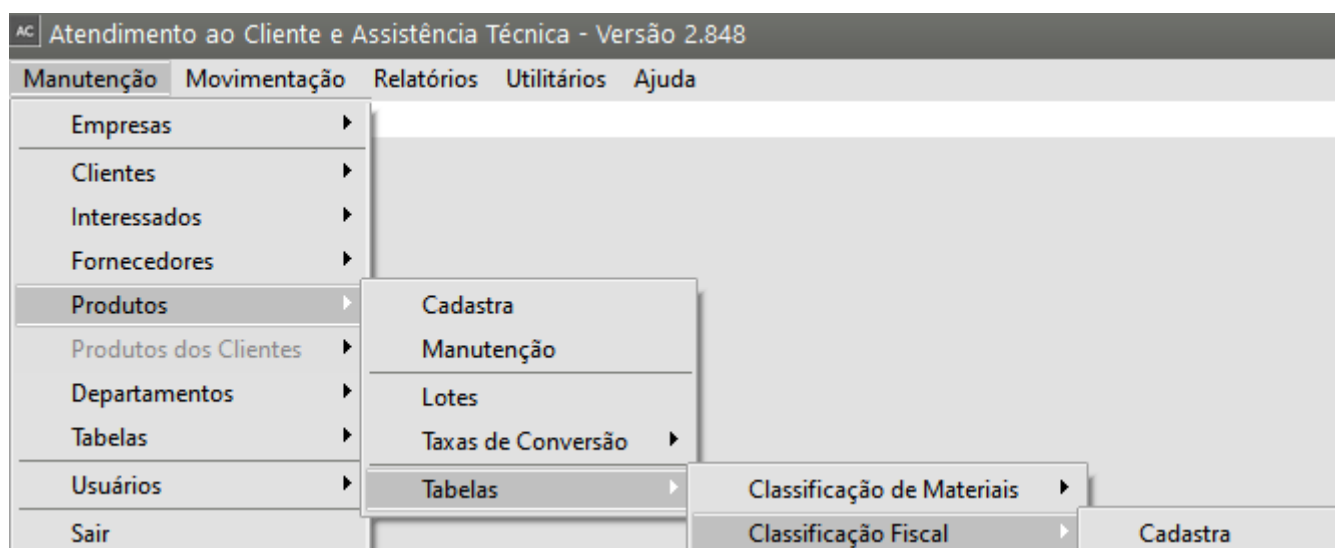 AC Atendimento ao Cliente e Assistência Técnica - Versão 2.848
Manutenção Movimentação Relatórios Utilitários Ajuda
Empresas
Clientes
Interessados
Fornecedores
Produtos
Produtos dos Clientes
Departamentos
Tabelas
Usuários
Sair
Cadastra
Manutenção
Lotes
Taxas de Conversão
Tabelas
Classificação de Materiais
Classificação Fiscal
Cadastra